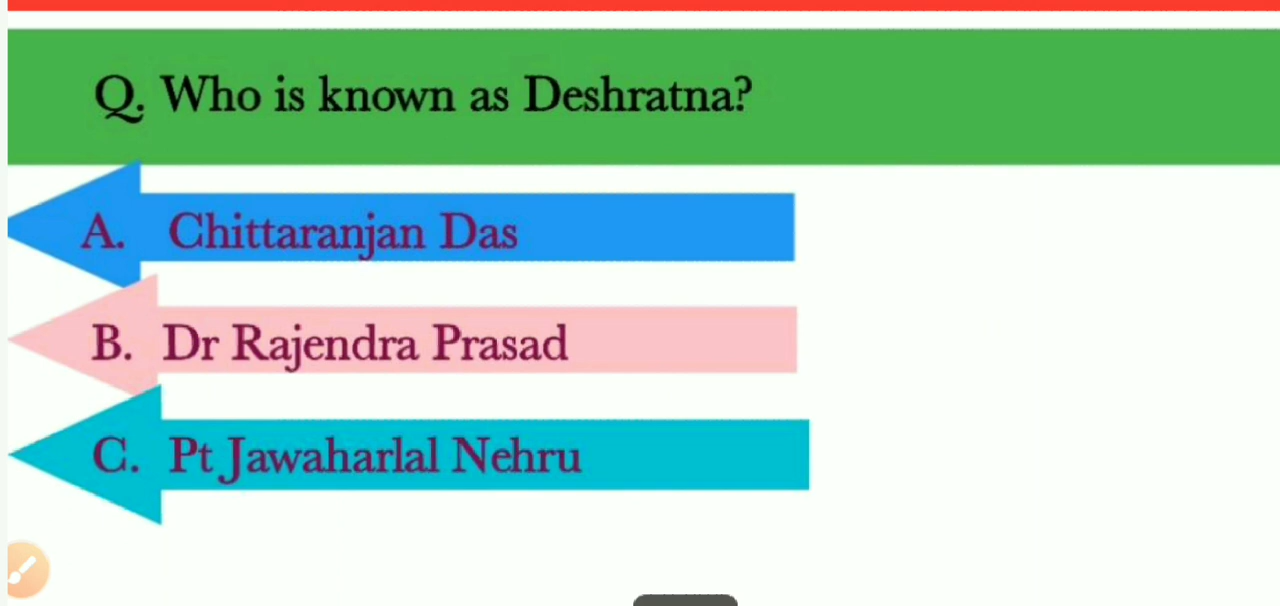 Q. Who is known as Deshratna?
A. Chittaranjan Das
B. Dr Rajendra Prasad
C. Pt Jawaharlal Nehru